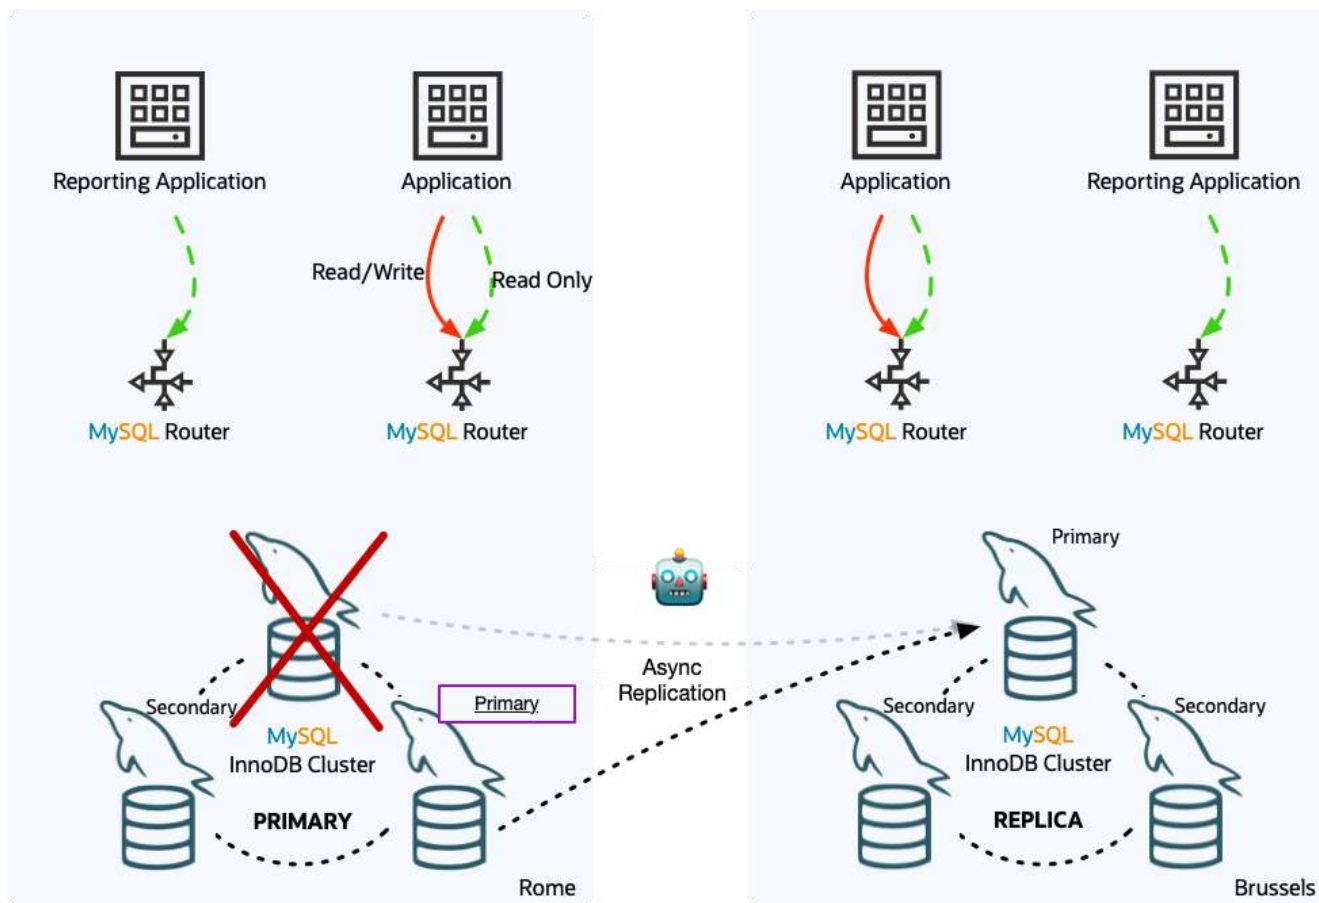 Reporting Application
Application
Application
Reporting Application
Read/Write
Read Only
MySQL Router
MySQL Router
MySQL Router
MySQL Router
Primary
Async
Replication
Secondary
Primary
Secondary
Secondary
MySQL
InnoDB Cluster
MySQL
InnoDB Cluster
PRIMARY
REPLICA
Rome
Brussels